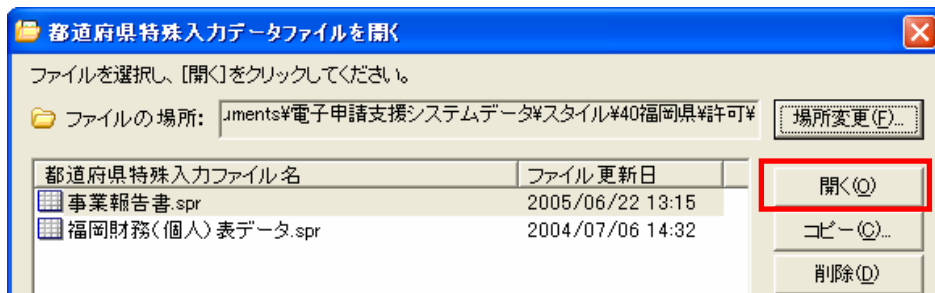 都道府県特殊入力データファイルを開く
ファイルを選択し、[開く]をクリックしてください。
ファイルの場所: uments¥電子申請支援システムデータ¥スタイル¥40福岡県¥許可¥ 場所変更(F)...
都道府県特殊入力ファイル名 ファイル更新日
事業報告書.spr 2005/06/22 13:15
福岡財務(個人)表データ.spr 2004/07/06 14:32
開く(O)
コピー(C)...
削除(D)